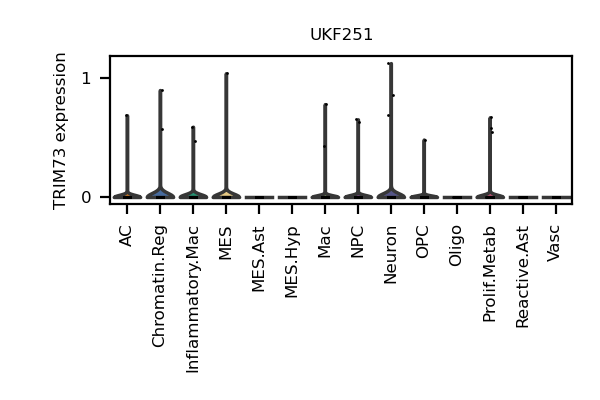 UKF251
TRIM73 expression
1
0
AC
Chromatin.Reg
Inflammatory.Mac
MES
MES.Ast
MES.Hyp
Mac
NPC
Neuron
OPC
Oligo
Prolif.Metab
Reactive.Ast
Vasc